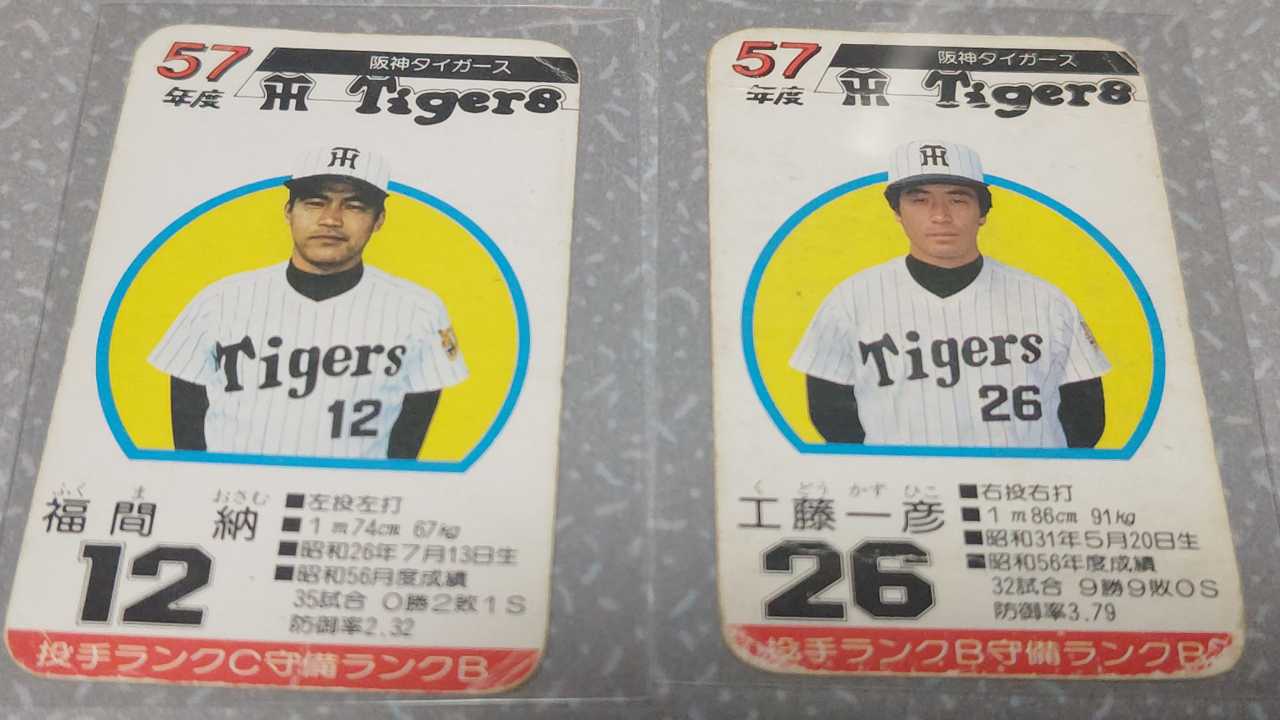 57
年度
阪神タイガース
TH Tigers
TH
Tigers
12
ふく ま おさむ
福間 納
12
■左投左打
■1m74cm 67kg
■昭和26年7月13日生
■昭和56月度成績
35試合 0勝2敗1S
防御率2.32
投手ランクC守備ランクB
57
年度
阪神タイガース
TH Tigers
TH
Tigers
26
く どう かず ひこ
工藤一彦
26
■右投右打
■1m86cm 91kg
■昭和31年5月20日生
■昭和56年度成績
32試合 9勝9敗0S
防御率3.79
投手ランクB守備ランクB